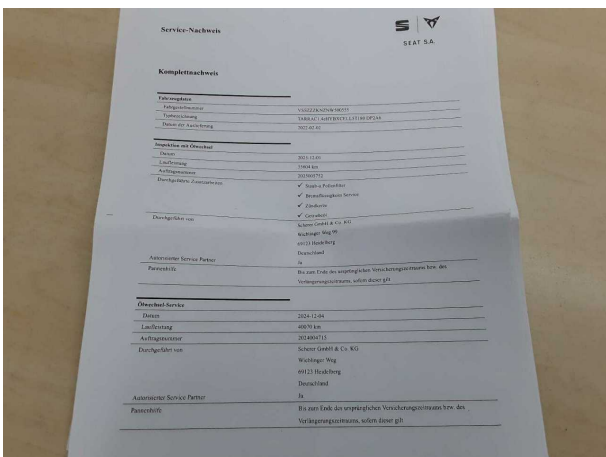 Service-Nachweis
SEAT S.A.
Komplettnachweis
Fahrzeugdaten
Fahrgestellnummer
Typbezeichnung
Datum der Auslieferung
Inspektion mit Ölwechsel
Datum
Laufleistung
Auftragsnummer
Durchgeführte Zusatzarbeiten
✓ Staub-u.Pollenfilter
✓ Bremsflüssigkeits Service
✓ Zündkerze
✓ Getriebeöl
Durchgeführt von
Scherer GmbH & Co. KG
Wieblinger Weg 99
69123 Heidelberg
Deutschland
Autorisierter Service Partner Ja
Pannenhilfe Bis zum Ende des ursprünglichen Versicherungszeitraums bzw. des
Verlängerungszeitraums, sofern dieser gilt
Ölwechsel-Service
Datum 2024-12-04
Laufleistung km
Auftragsnummer 2024004713
Durchgeführt von Scherer GmbH & Co. KG
Wieblinger Weg
69123 Heidelberg
Deutschland
Autorisierter Service Partner Ja
Pannenhilfe Bis zum Ende des ursprünglichen Versicherungszeitraums bzw. des
Verlängerungszeitraums, sofern dieser gilt